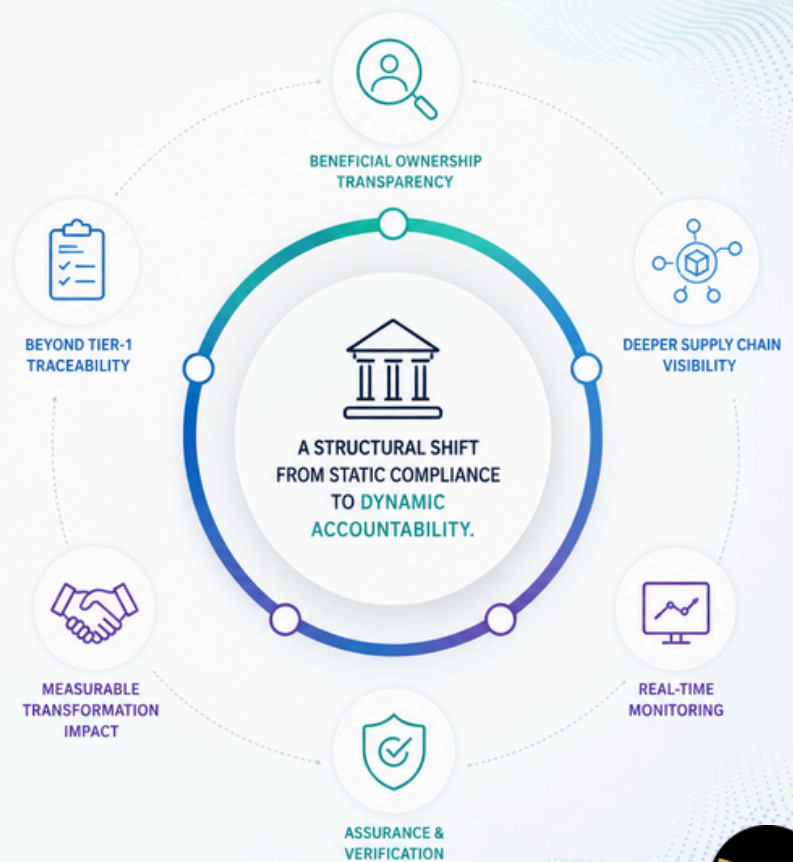 BENEFICIAL OWNERSHIP
TRANSPARENCY
BEYOND TIER-1
TRACEABILITY
DEEPER SUPPLY CHAIN
VISIBILITY
A STRUCTURAL SHIFT
FROM STATIC COMPLIANCE
TO DYNAMIC
ACCOUNTABILITY.
MEASURABLE
TRANSFORMATION
IMPACT
REAL-TIME
MONITORING
ASSURANCE &
VERIFICATION